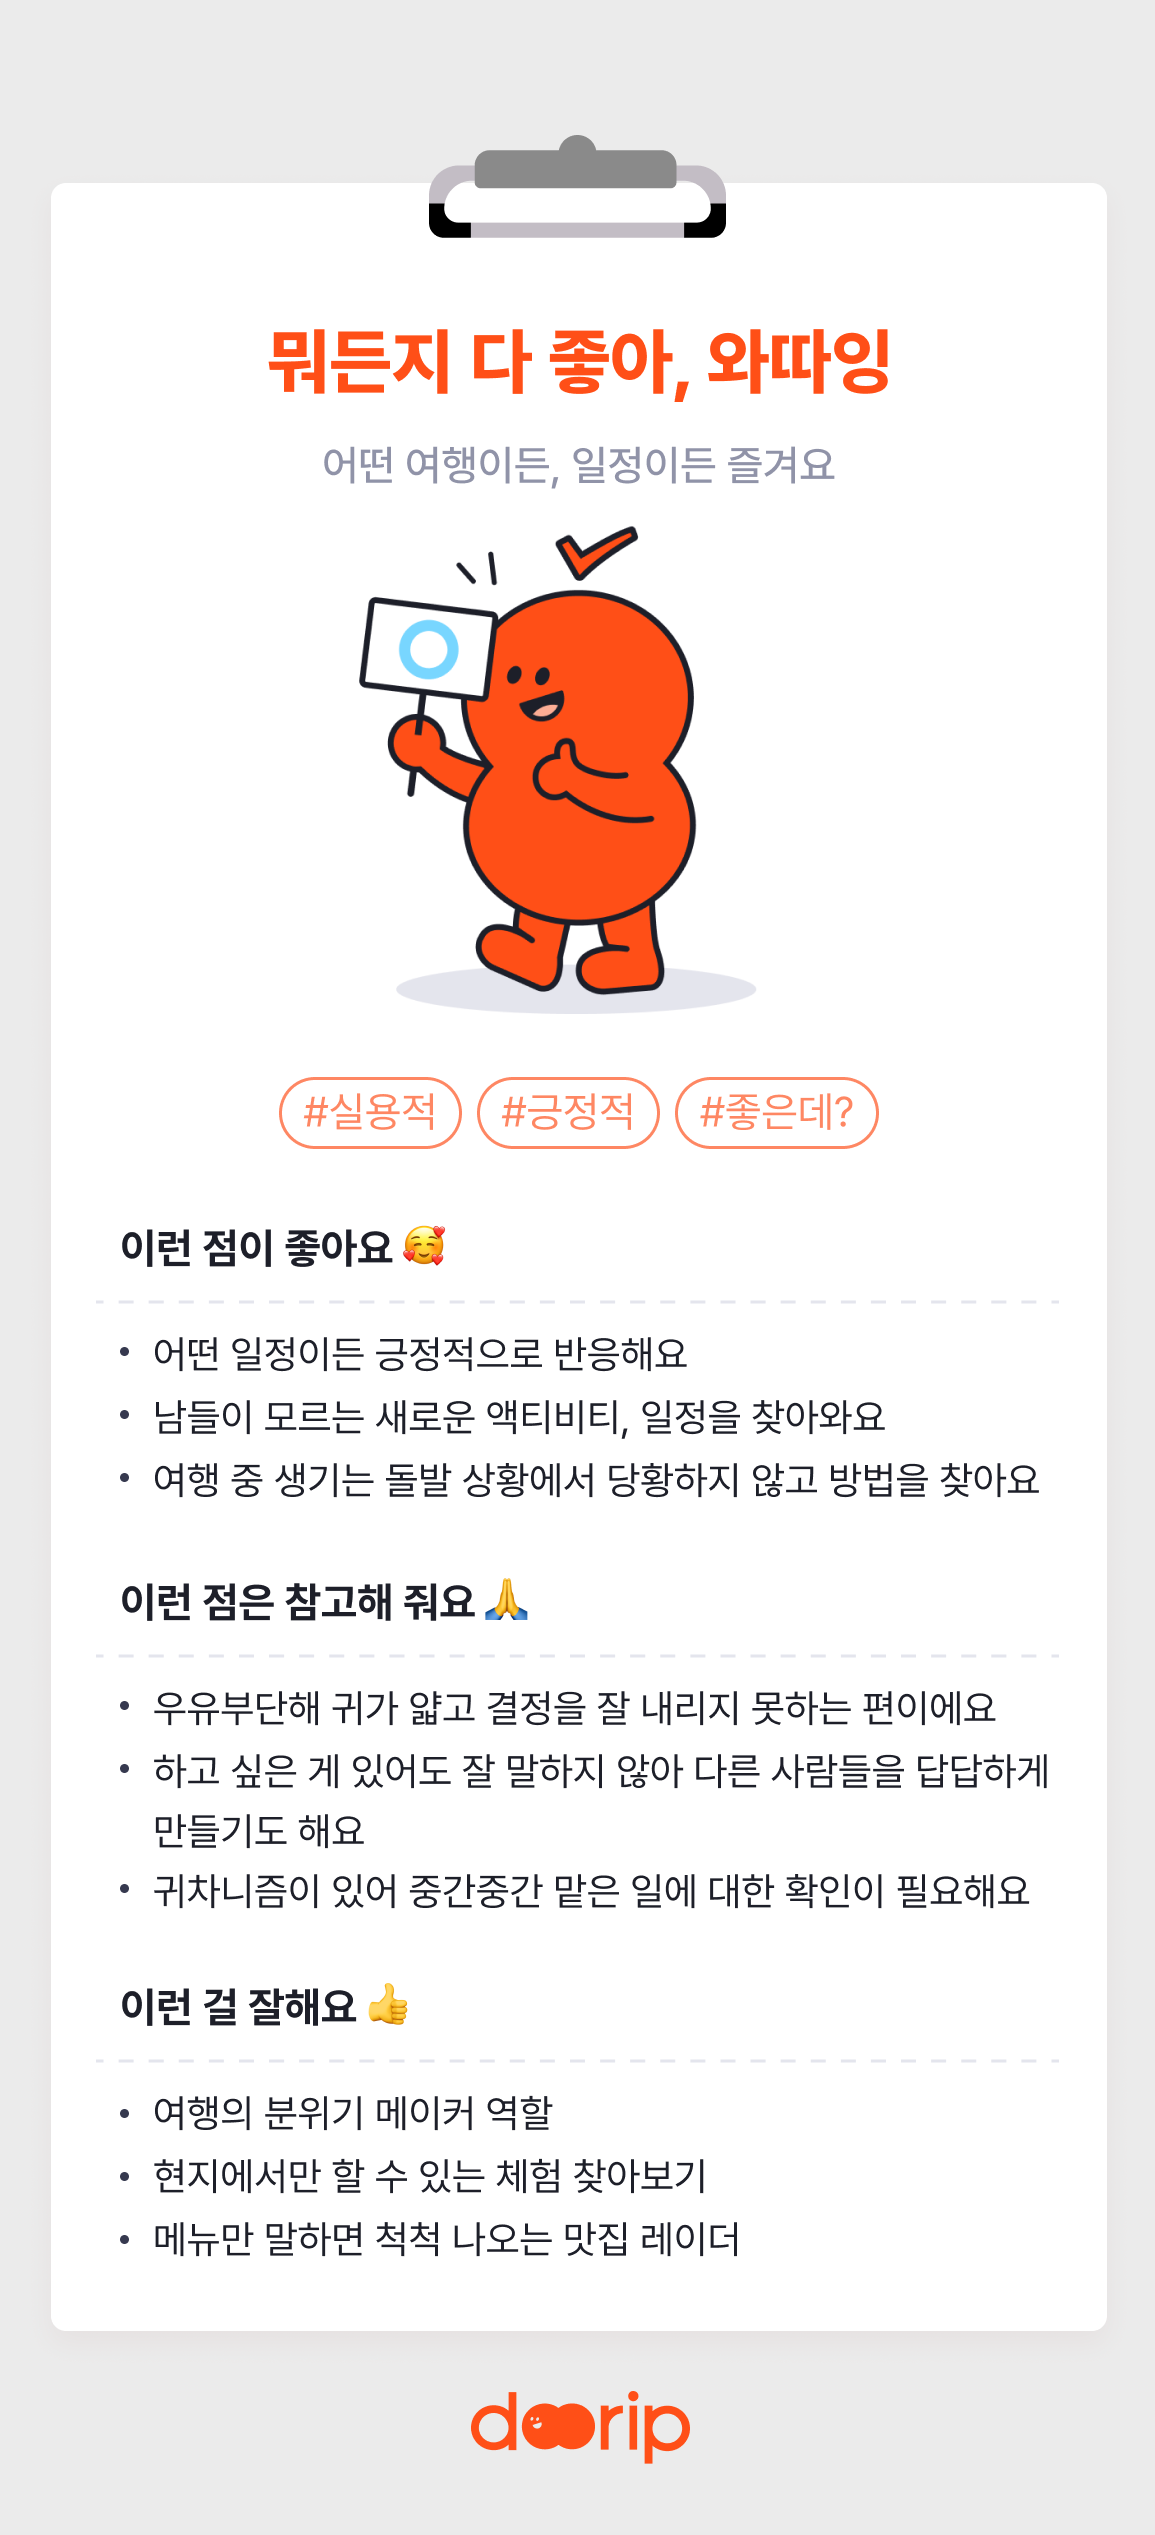 뭐든지 다 좋아, 와따잉
어떤 여행이든, 일정이든 즐겨요
#실용적 #긍정적 #좋은데?
이런 점이 좋아요 🥰
• 어떤 일정이든 긍정적으로 반응해요
• 남들이 모르는 새로운 액티비티, 일정을 찾아와요
• 여행 중 생기는 돌발 상황에서 당황하지 않고 방법을 찾아요
이런 점은 참고해 줘요 🙏
• 우유부단해 귀가 얇고 결정을 잘 내리지 못하는 편이에요
• 하고 싶은 게 있어도 잘 말하지 않아 다른 사람들을 답답하게
만들기도 해요
• 귀차니즘이 있어 중간중간 맡은 일에 대한 확인이 필요해요
이런 걸 잘해요 👍
• 여행의 분위기 메이커 역할
• 현지에서만 할 수 있는 체험 찾아보기
• 메뉴만 말하면 척척 나오는 맛집 레이더
doorip